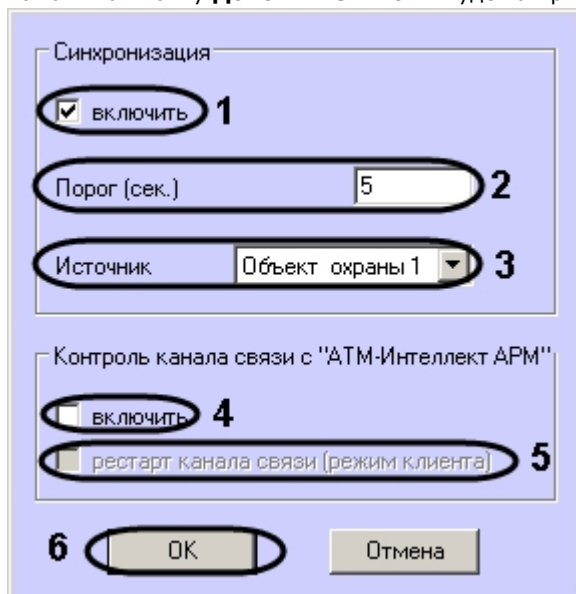 Синхронизация
включить 1
Порог (сек.) 5 2
Источник Объект охраны 1 3
Контроль канала связи с "АТМ-Интеллект АРМ"
включить 4
рестарт канала связи (режим клиента) 5
6 OK Отмена